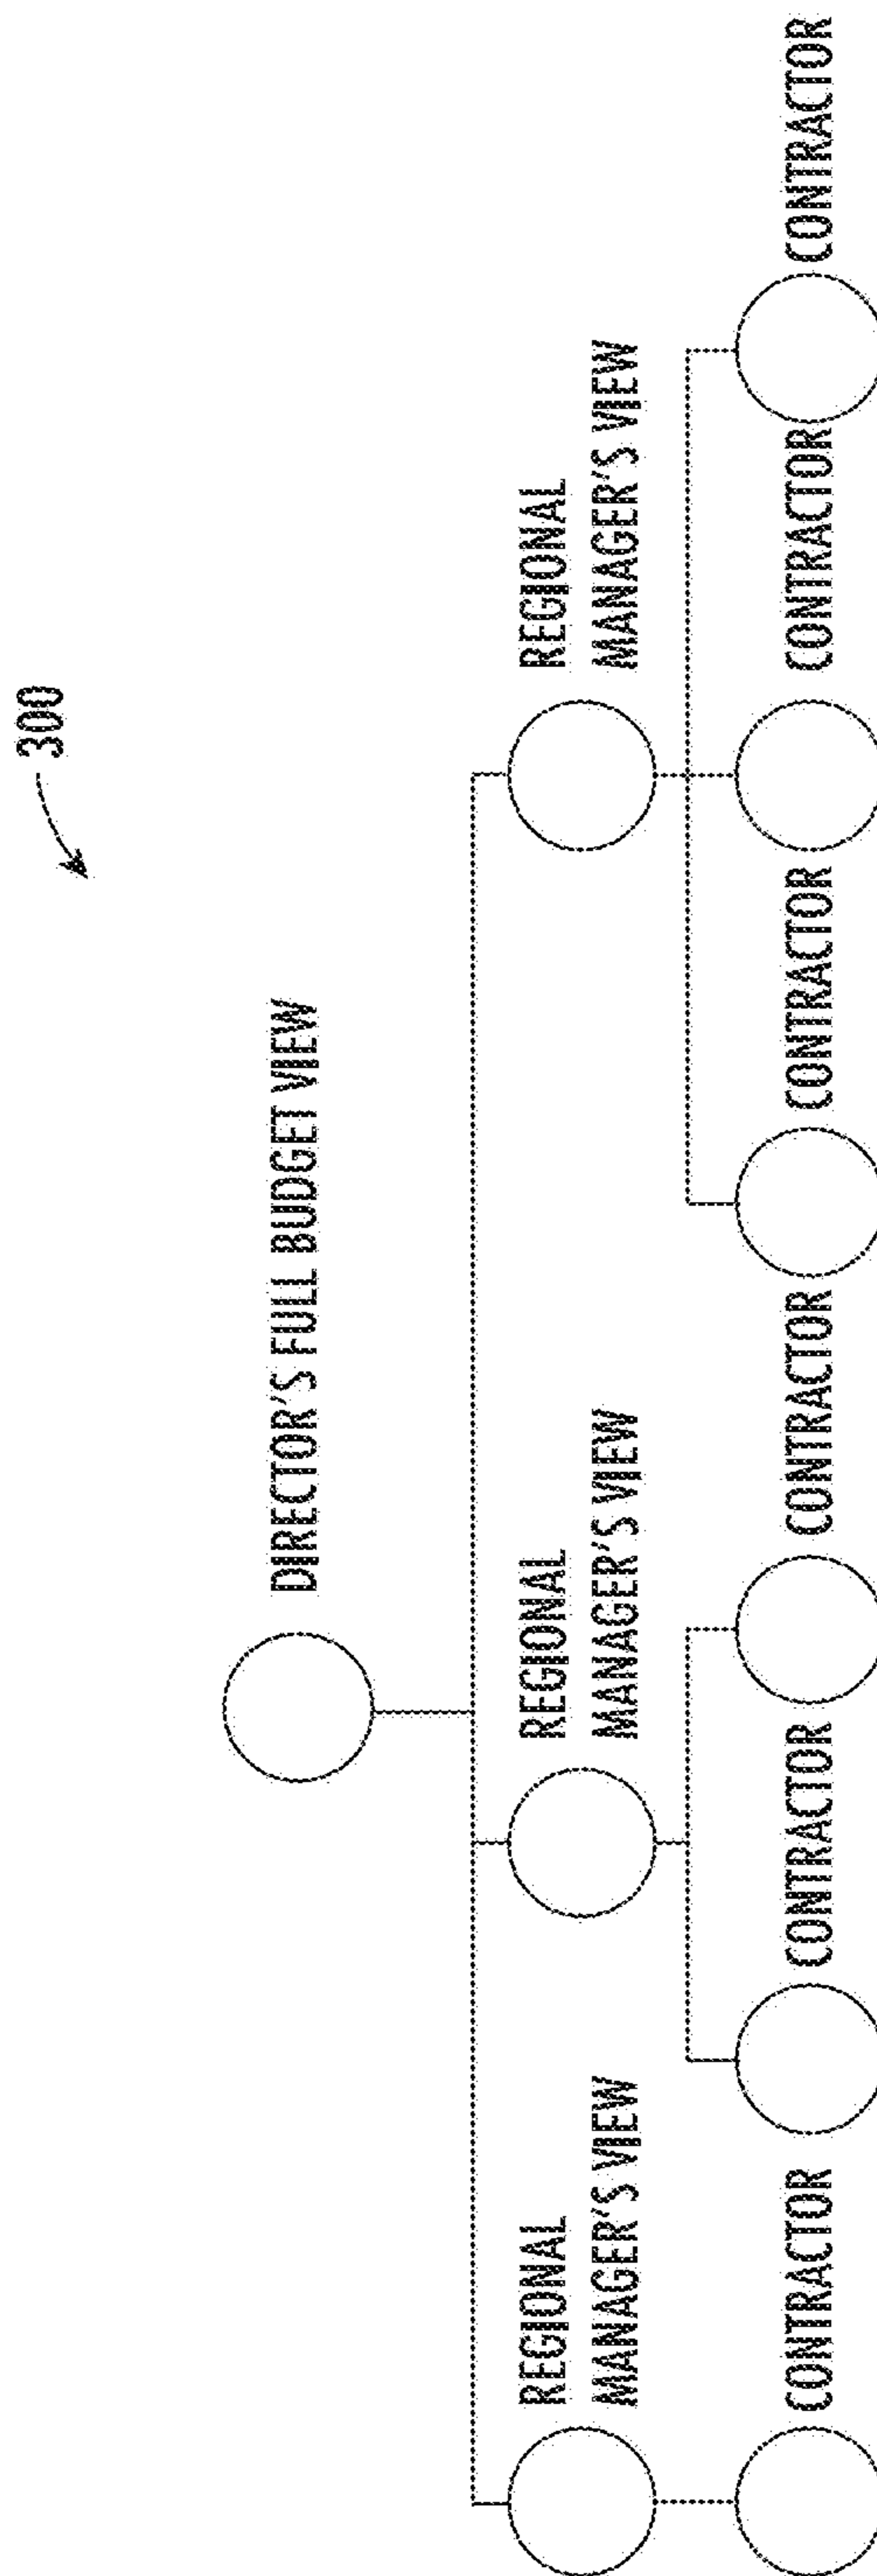 300
DIRECTOR'S FULL BUDGET VIEW
REGIONAL
MANAGER'S VIEW
REGIONAL
MANAGER'S VIEW
REGIONAL
MANAGER'S VIEW
CONTRACTOR
CONTRACTOR
CONTRACTOR
CONTRACTOR
CONTRACTOR
CONTRACTOR